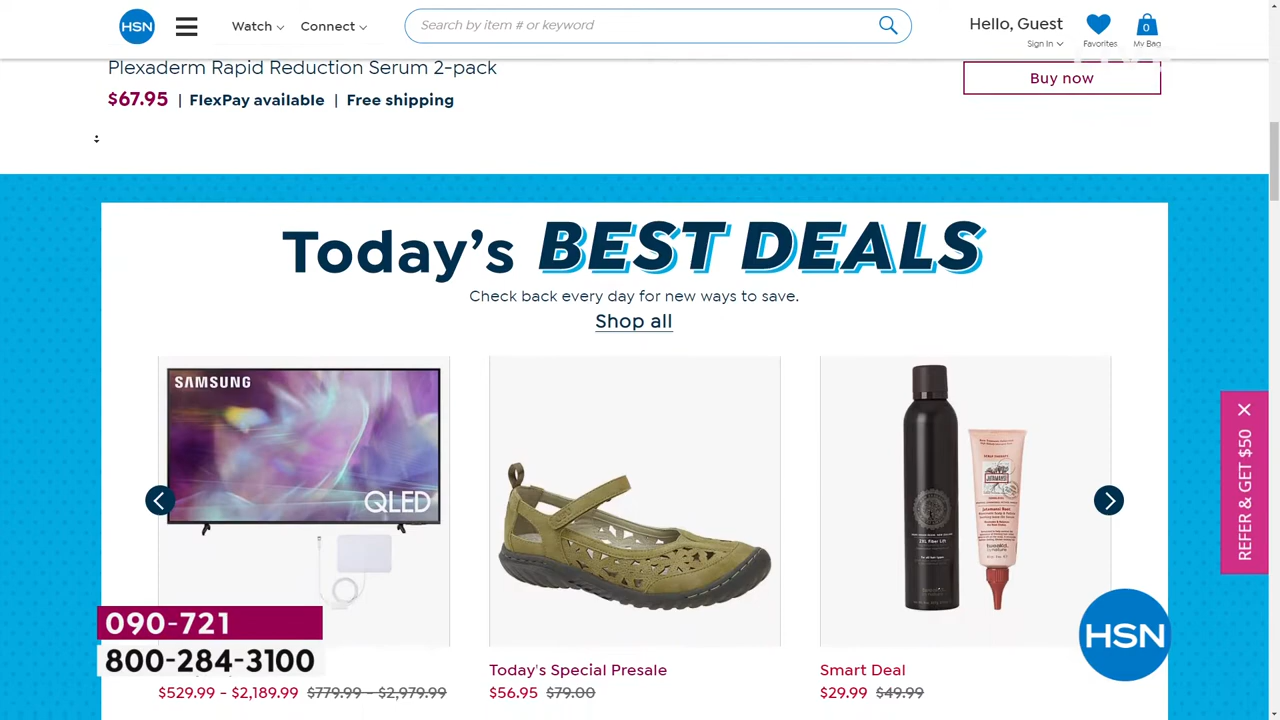 HSN
Watch
Connect
Search by item # or keyword
Hello, Guest
Sign In
Favorites
0
My Bag
Plexaderm Rapid Reduction Serum 2-pack
$67.95 | FlexPay available | Free shipping
Buy now
Today's BEST DEALS
Check back every day for new ways to save.
Shop all
SAMSUNG
QLED
REFER & GET $50
090-721
800-284-3100
HSN
$529.99 - $2,189.99 $779.99 - $2,979.99
Today's Special Presale
$56.95 $79.00
Smart Deal
$29.99 $49.99